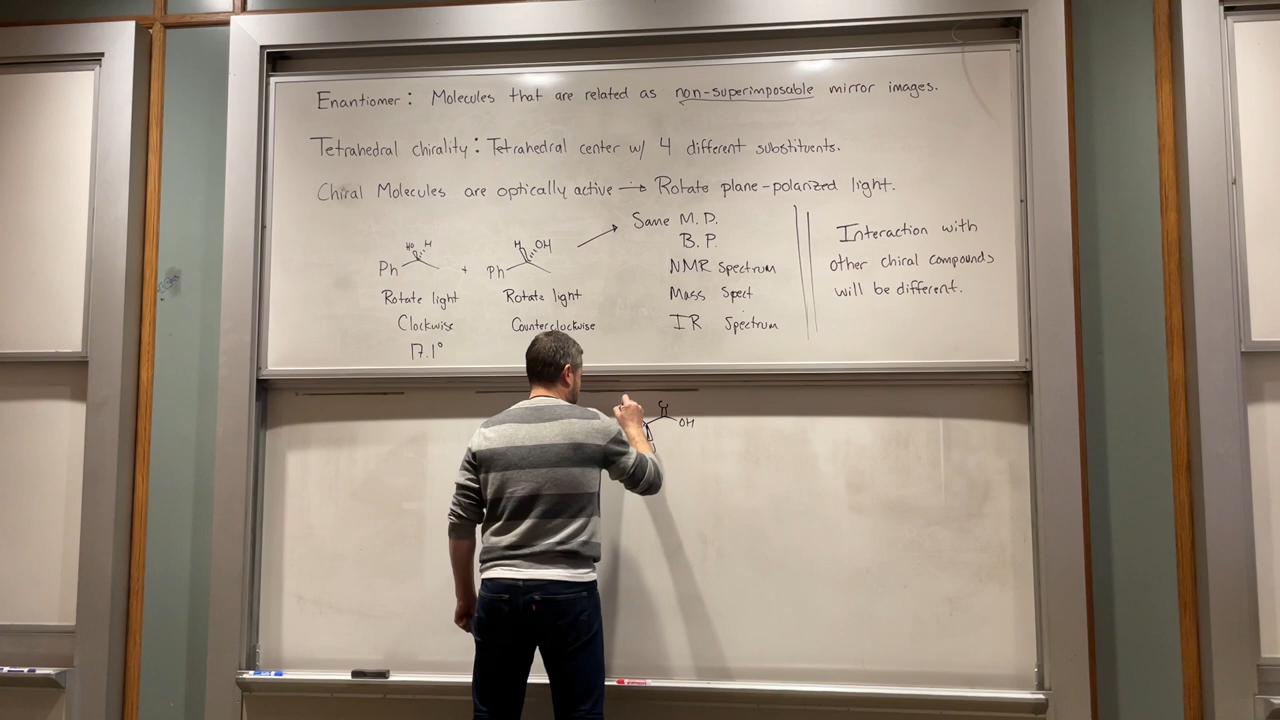 Enantiomer: Molecules that are related as non-superimposable mirror images.
Tetrahedral chirality: Tetrahedral center w/ 4 different substituents.
Chiral Molecules are optically active → Rotate plane-polarized light.
Same M.P.
B.P.
NMR Spectrum
Mass Spect
IR Spectrum
Interaction with
other chiral compounds
will be different.
HO H
Ph
+
H OH
Ph
Rotate light
Clockwise
17.1°
Rotate light
Counterclockwise
OH